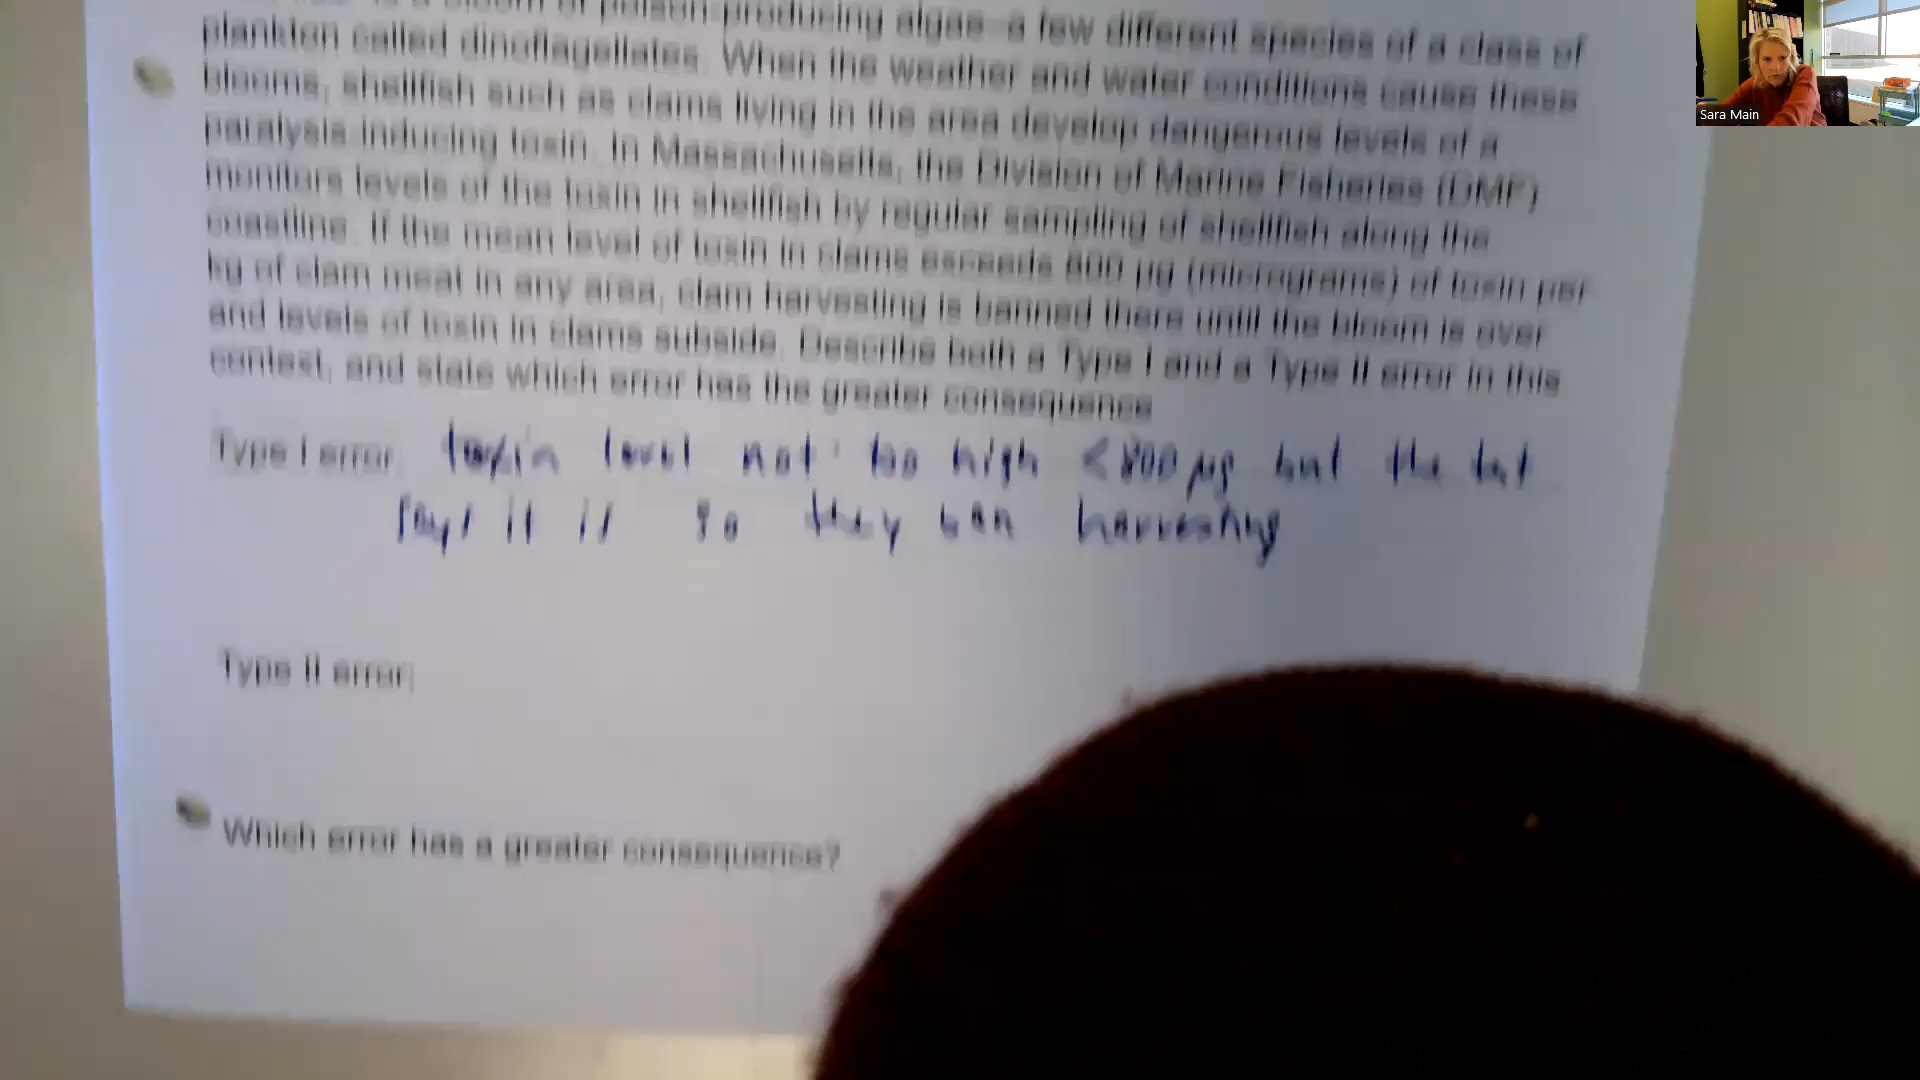 is a bloom of poison-producing algae–a few different species of a class of
plankton called dinoflagellates. When the weather and water conditions cause these
blooms, shellfish such as clams living in the area develop dangerous levels of a
paralysis-inducing toxin. In Massachusetts, the Division of Marine Fisheries (DMF)
monitors levels of the toxin in shellfish by regular sampling of shellfish along the
coastline. If the mean level of toxin in clams exceeds 800 μg (micrograms) of toxin per
kg of clam meat in any area, clam harvesting is banned there until the bloom is over
and levels of toxin in clams subside. Describe both a Type I and a Type II error in this
context, and state which error has the greater consequence
Type I error: toxin level not too high <800 μg but the test
says it is so they ban harvesting
Type II error:
Which error has a greater consequence?
Sara Main